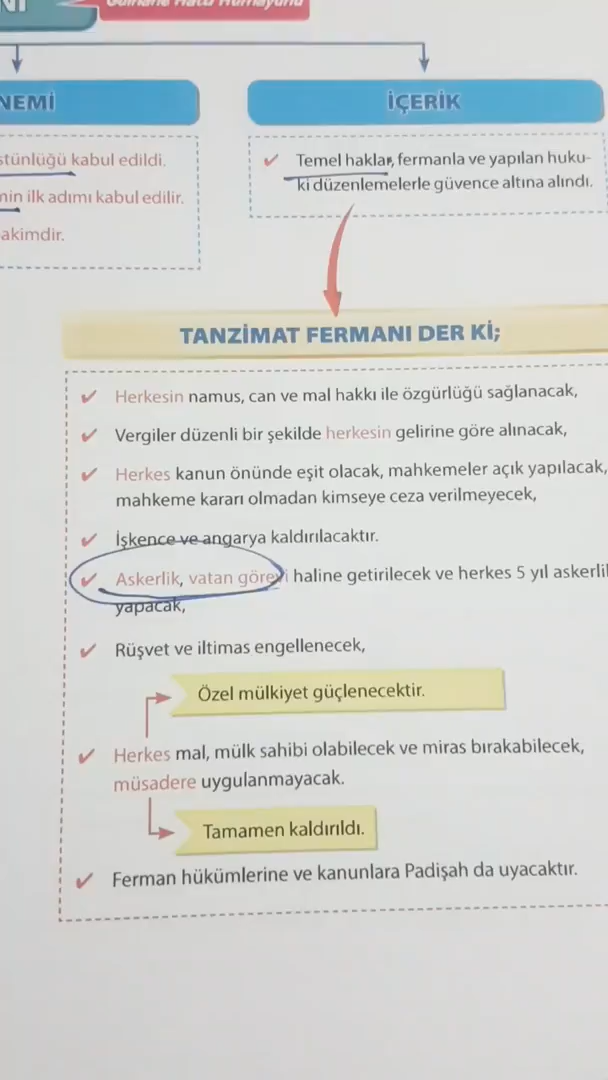 Gülhane Hattı Hümayunu
NEMİ
stünlüğü kabul edildi.
nin ilk adımı kabul edilir.
akimdir.
İÇERİK
✓ Temel haklar, fermanla ve yapılan huku-
ki düzenlemelerle güvence altına alındı.
TANZİMAT FERMANI DER Kİ;
✓ Herkesin namus, can ve mal hakkı ile özgürlüğü sağlanacak,
✓ Vergiler düzenli bir şekilde herkesin gelirine göre alınacak,
✓ Herkes kanun önünde eşit olacak, mahkemeler açık yapılacak,
mahkeme kararı olmadan kimseye ceza verilmeyecek,
✓ İşkence ve angarya kaldırılacaktır.
✓ Askerlik, vatan görevi haline getirilecek ve herkes 5 yıl askerli
yapacak,
✓ Rüşvet ve iltimas engellenecek,
Özel mülkiyet güçlenecektir.
✓ Herkes mal, mülk sahibi olabilecek ve miras bırakabilecek,
müsadere uygulanmayacak.
Tamamen kaldırıldı.
✓ Ferman hükümlerine ve kanunlara Padişah da uyacaktır.